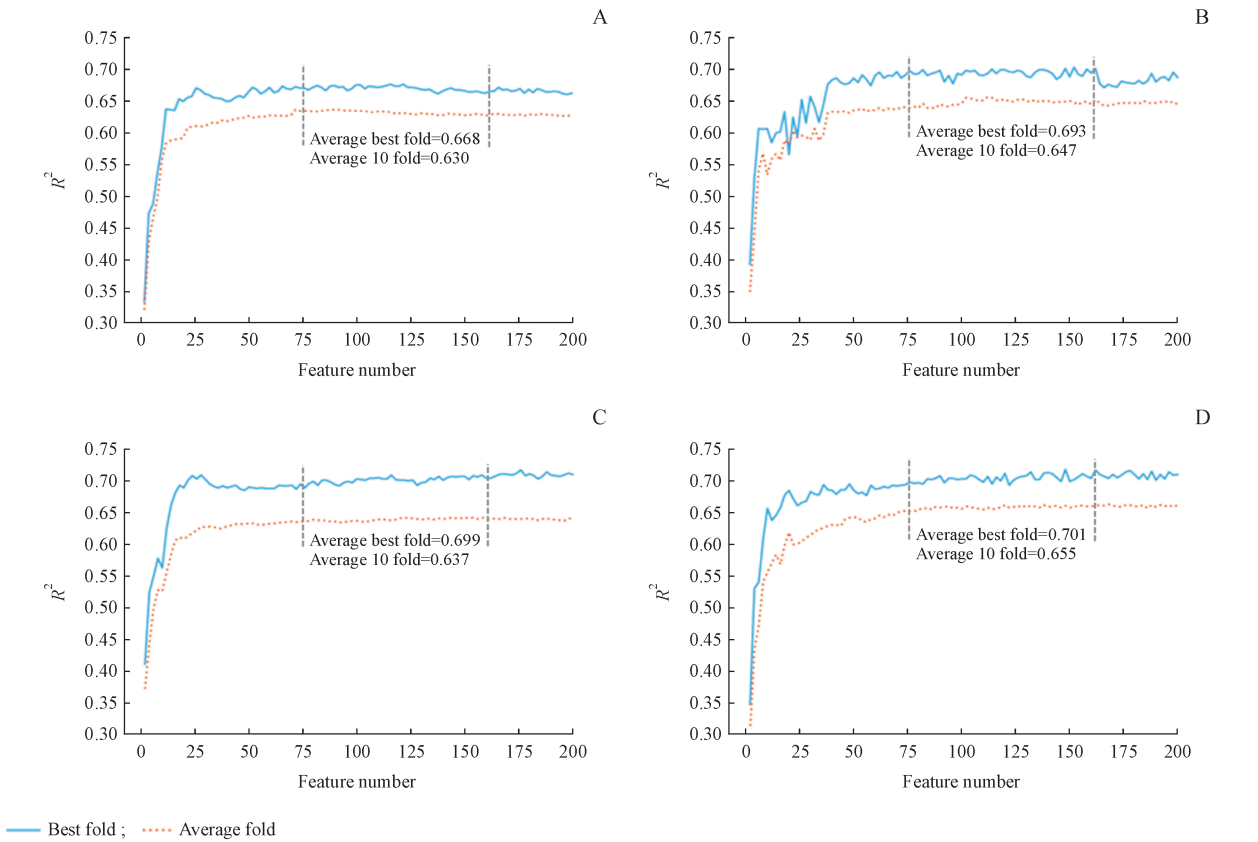 A
0.75
0.70
0.65
0.60
0.55
0.50
0.45
0.40
0.35
0.30
R²
Average best fold=0.668
Average 10 fold=0.630
0 25 50 75 100 125 150 175 200
Feature number
B
0.75
0.70
0.65
0.60
0.55
0.50
0.45
0.40
0.35
0.30
R²
Average best fold=0.693
Average 10 fold=0.647
0 25 50 75 100 125 150 175 200
Feature number
C
0.75
0.70
0.65
0.60
0.55
0.50
0.45
0.40
0.35
0.30
R²
Average best fold=0.699
Average 10 fold=0.637
0 25 50 75 100 125 150 175 200
Feature number
D
0.75
0.70
0.65
0.60
0.55
0.50
0.45
0.40
0.35
0.30
R²
Average best fold=0.701
Average 10 fold=0.655
0 25 50 75 100 125 150 175 200
Feature number
Best fold ; Average fold